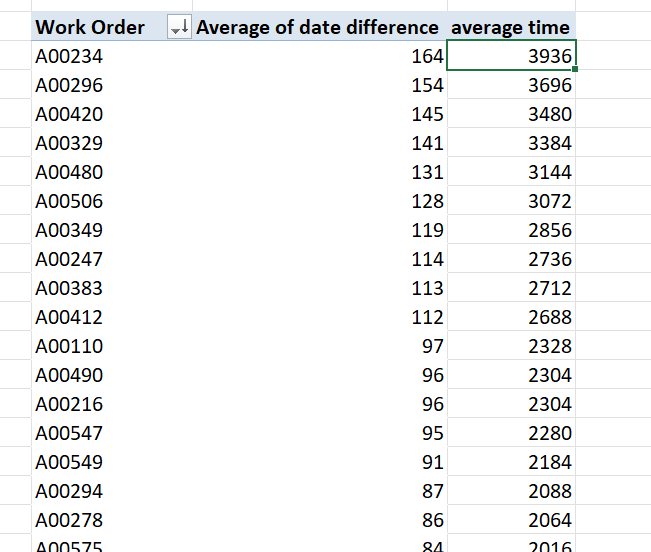 Work Order Average of date difference average time
A00234 164 3936
A00296 154 3696
A00420 145 3480
A00329 141 3384
A00480 131 3144
A00506 128 3072
A00349 119 2856
A00247 114 2736
A00383 113 2712
A00412 112 2688
A00110 97 2328
A00490 96 2304
A00216 96 2304
A00547 95 2280
A00549 91 2184
A00294 87 2088
A00278 86 2064
A00575 84 2016